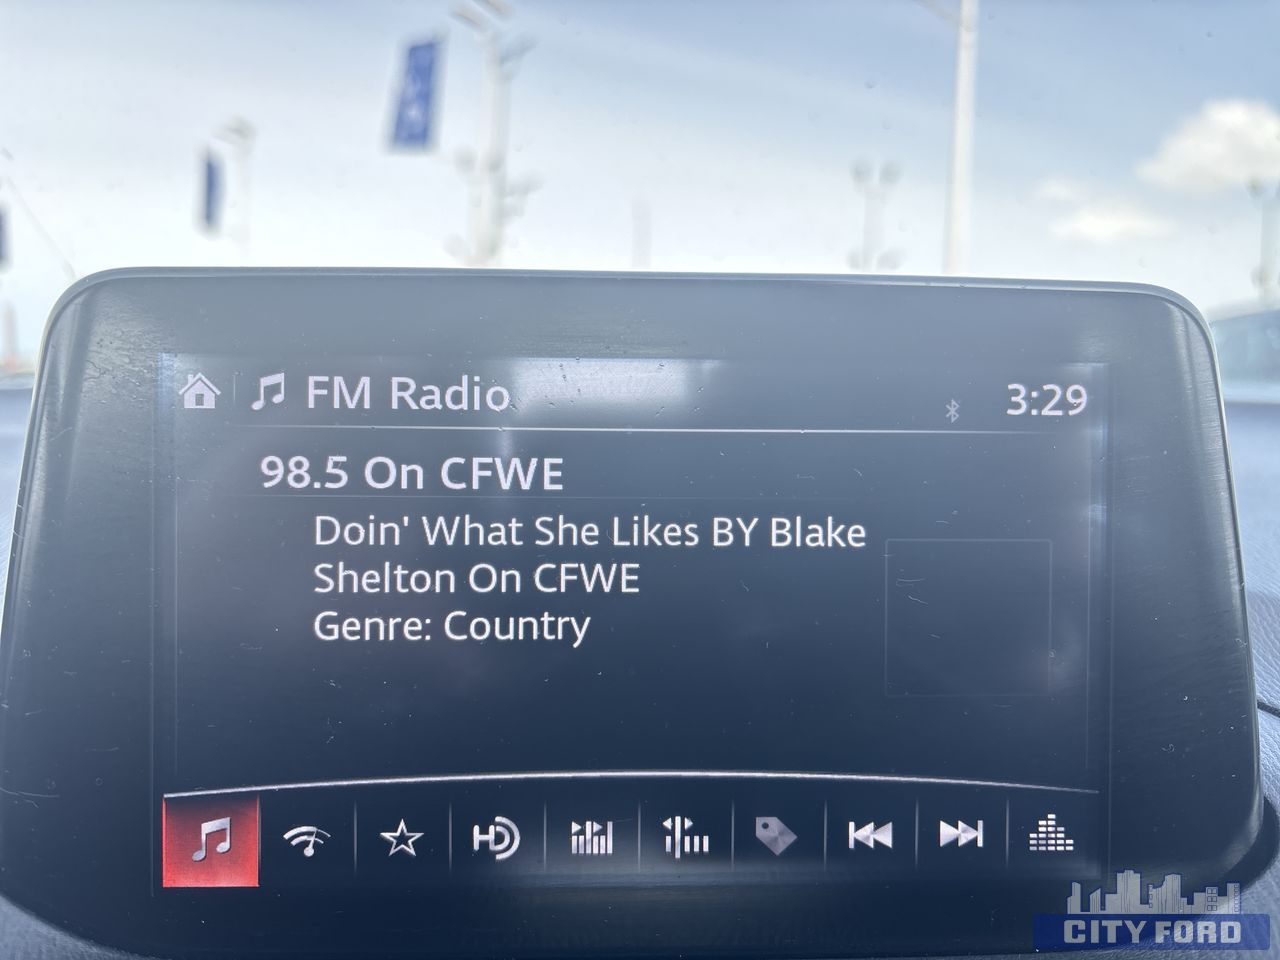 FM Radio
3:29
98.5 On CFWE
Doin' What She Likes BY Blake
Shelton On CFWE
Genre: Country
HD
CITY FORD